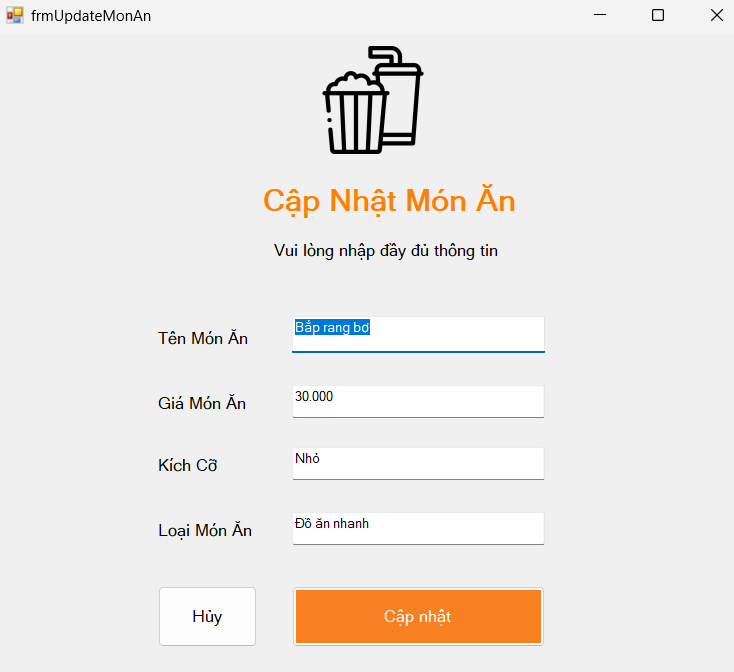 frmUpdateMonAn
Cập Nhật Món Ăn
Vui lòng nhập đầy đủ thông tin
Tên Món Ăn
Bắp rang bơ
Giá Món Ăn
30.000
Kích Cỡ
Nhỏ
Loại Món Ăn
Đồ ăn nhanh
Hủy
Cập nhật